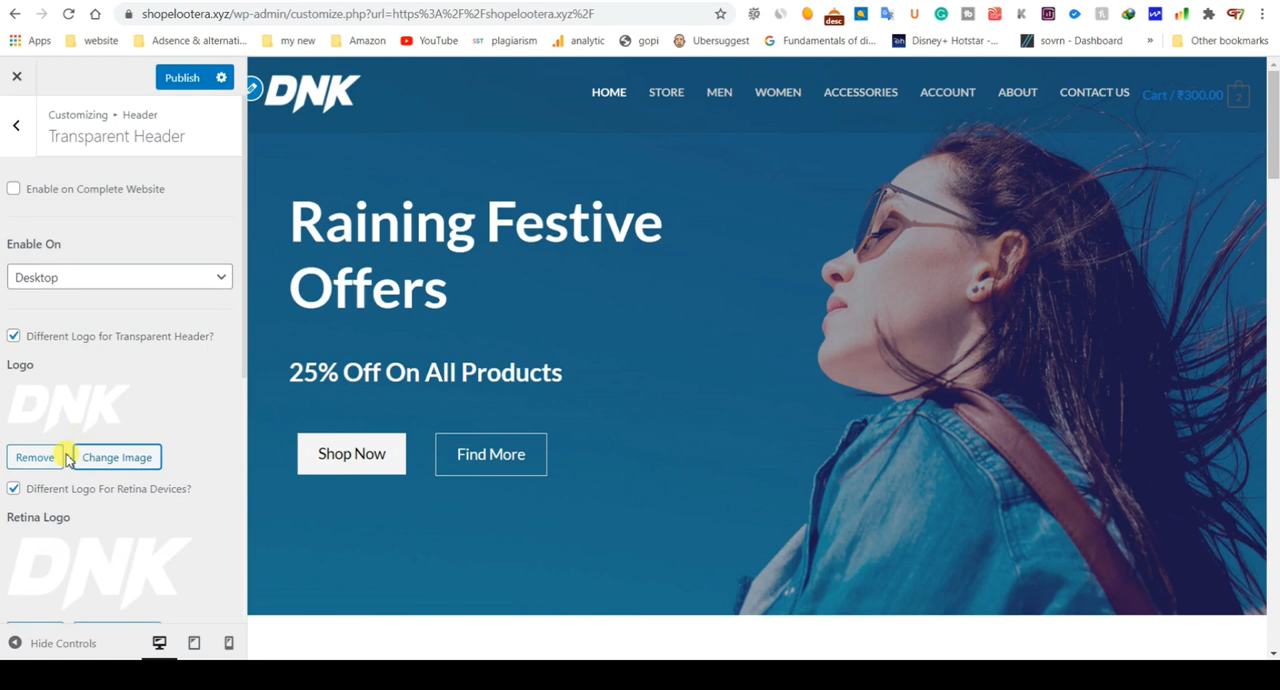 shopelootera.xyz/wp-admin/customize.php?url=https%3A%2F%2Fshopelootera.xyz%2F
desc
Apps website Adsence & alternati... my new Amazon YouTube SST plagiarism analytic gopi Ubersuggest Fundamentals of di... Disney+ Hotstar -... sovrn - Dashboard » Other bookmarks
Publish
Customizing • Header
Transparent Header
Enable on Complete Website
Enable On
Desktop
Different Logo for Transparent Header?
Logo
DNK
Remove Change Image
Different Logo For Retina Devices?
Retina Logo
DNK
Hide Controls
DNK HOME STORE MEN WOMEN ACCESSORIES ACCOUNT ABOUT CONTACT US Cart / ₹300.00 2
Raining Festive
Offers
25% Off On All Products
Shop Now Find More